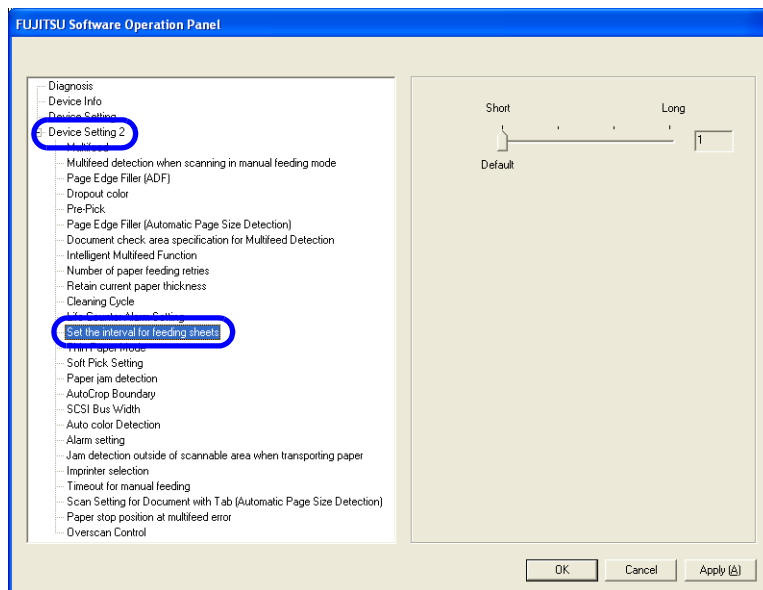 FUJITSU Software Operation Panel
Diagnosis
Device Info
Device Setting
Device Setting 2
Multifeed
Multifeed detection when scanning in manual feeding mode
Page Edge Filler (ADF)
Dropout color
Pre-Pick
Page Edge Filler (Automatic Page Size Detection)
Document check area specification for Multifeed Detection
Intelligent Multifeed Function
Number of paper feeding retries
Retain current paper thickness
Cleaning Cycle
Life Counter Alarm Setting
Set the interval for feeding sheets
Thin Paper Mode
Soft Pick Setting
Paper jam detection
AutoCrop Boundary
SCSI Bus Width
Auto color Detection
Alarm setting
Jam detection outside of scannable area when transporting paper
Imprinter selection
Timeout for manual feeding
Scan Setting for Document with Tab (Automatic Page Size Detection)
Paper stop position at multifeed error
Overscan Control
Short Long
1
Default
OK Cancel Apply (A)